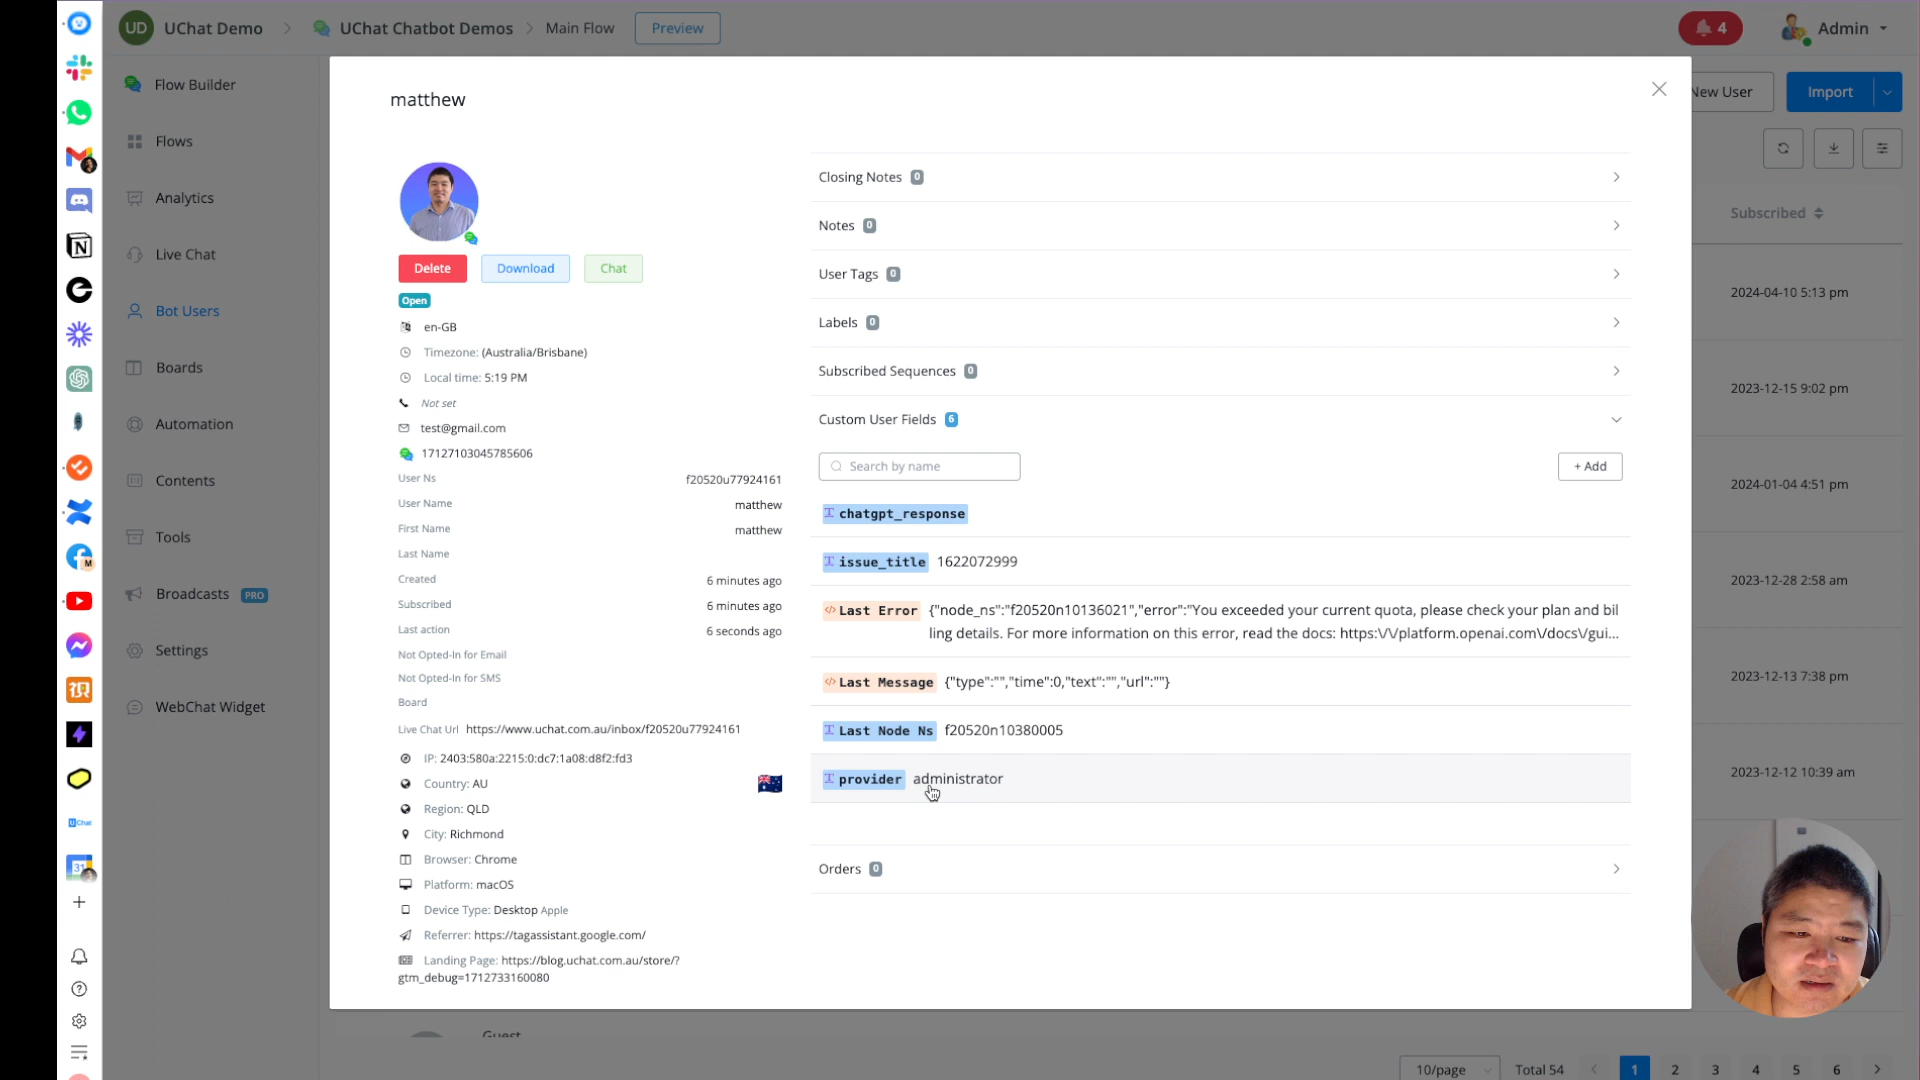 UD UChat Demo > UChat Chatbot Demos > Main Flow Preview
4 Admin
Flow Builder
Flows
Analytics
Live Chat
Bot Users
Boards
Automation
Contents
Tools
Broadcasts PRO
Settings
WebChat Widget
New User Import
Subscribed
2024-04-10 5:13 pm
2023-12-15 9:02 pm
2024-01-04 4:51 pm
2023-12-28 2:58 am
2023-12-13 7:38 pm
2023-12-12 10:39 am
matthew
Delete Download Chat
Open
en-GB
Timezone: (Australia/Brisbane)
Local time: 5:19 PM
Not set
test@gmail.com
17127103045785606
User Ns f20520u77924161
User Name matthew
First Name matthew
Last Name
Created 6 minutes ago
Subscribed 6 minutes ago
Last action 6 seconds ago
Not Opted-In for Email
Not Opted-In for SMS
Board
Live Chat Url https://www.uchat.com.au/inbox/f20520u77924161
IP: 2403:580a:2215:0:dc7:1a08:d8f2:fd3
Country: AU
Region: QLD
City: Richmond
Browser: Chrome
Platform: macOS
Device Type: Desktop Apple
Referrer: https://tagassistant.google.com/
Landing Page: https://blog.uchat.com.au/store/?
gtm_debug=1712733160080
Closing Notes 0
Notes 0
User Tags 0
Labels 0
Subscribed Sequences 0
Custom User Fields 6
Search by name + Add
chatgpt_response
issue_title 1622072999
Last Error {"node_ns":"f20520n10136021","error":"You exceeded your current quota, please check your plan and bil
ling details. For more information on this error, read the docs: https:\/\/platform.openai.com\/docs\/gui...
Last Message {"type":"","time":0,"text":"","url":""}
Last Node Ns f20520n10380005
provider administrator
Orders 0
Guest
10/page Total 54 < 1 2 3 4 5 6 >
UChat
31